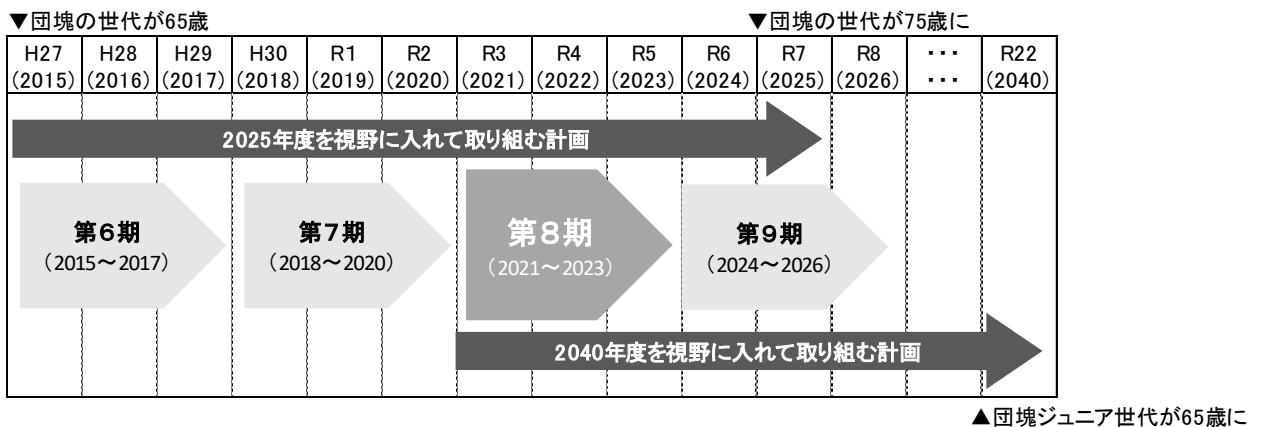 ▼団塊の世代が65歳 ▼団塊の世代が75歳に
H27 H28 H29 H30 R1 R2 R3 R4 R5 R6 R7 R8 ・・・ R22
(2015) (2016) (2017) (2018) (2019) (2020) (2021) (2022) (2023) (2024) (2025) (2026) ・・・ (2040)
2025年度を視野に入れて取り組む計画
第6期
（2015～2017）
第7期
（2018～2020）
第8期
（2021～2023）
第9期
（2024～2026）
2040年度を視野に入れて取り組む計画
▲団塊ジュニア世代が65歳に